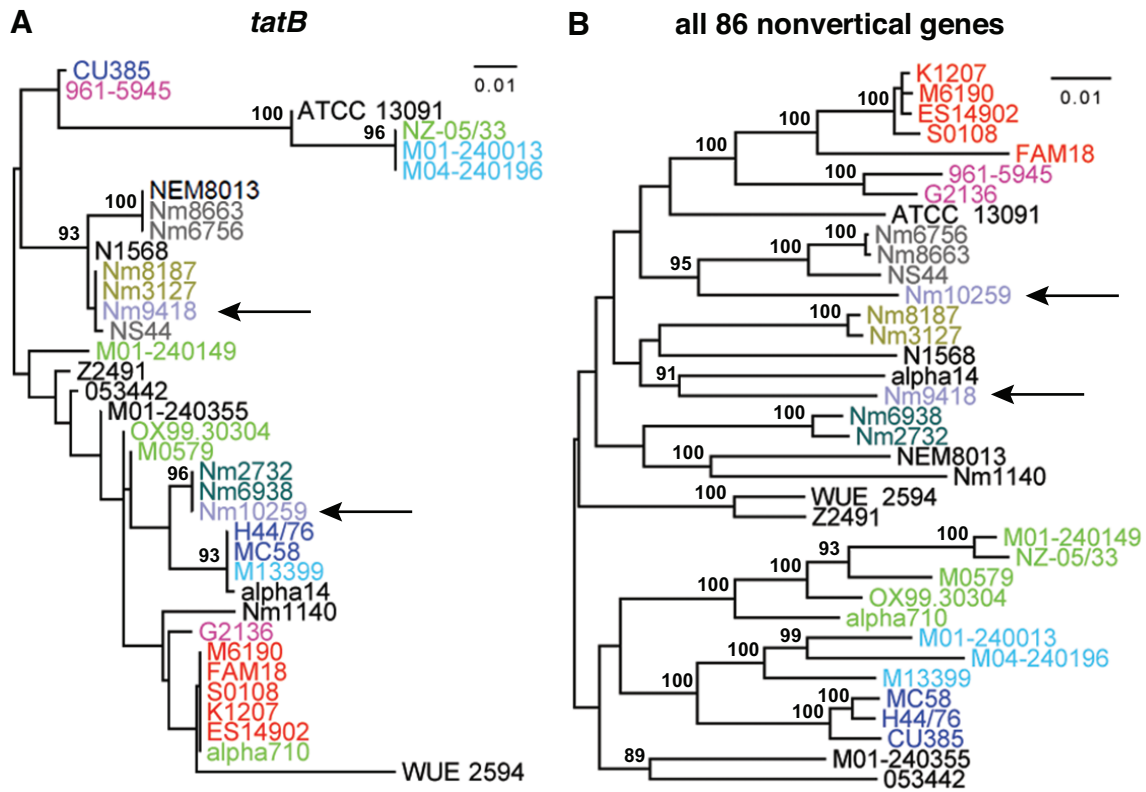 A
tatB
CU385
961-5945
0.01
100
ATCC 13091
96
NZ-05/33
M01-240013
M04-240196
100
NEM8013
Nm8663
Nm6756
93
N1568
Nm8187
Nm3127
Nm9418
NS44
M01-240149
Z2491
053442
M01-240355
OX99.30304
M0579
96
Nm2732
Nm6938
Nm10259
H44/76
93
MC58
M13399
alpha14
Nm1140
G2136
M6190
FAM18
S0108
K1207
ES14902
alpha710
WUE 2594
B
all 86 nonvertical genes
K1207
0.01
100
M6190
ES14902
100
S0108
100
FAM18
961-5945
100
G2136
ATCC 13091
Nm6756
100
100
Nm8663
95
NS44
Nm10259
Nm8187
100
Nm3127
N1568
alpha14
91
Nm9418
Nm6938
100
Nm2732
NEM8013
100
Nm1140
WUE 2594
100
Z2491
M01-240149
100
93
NZ-05/33
100
M0579
100
OX99.30304
alpha710
M01-240013
99
100
M04-240196
100
M13399
MC58
100
100
H44/76
CU385
M01-240355
89
053442